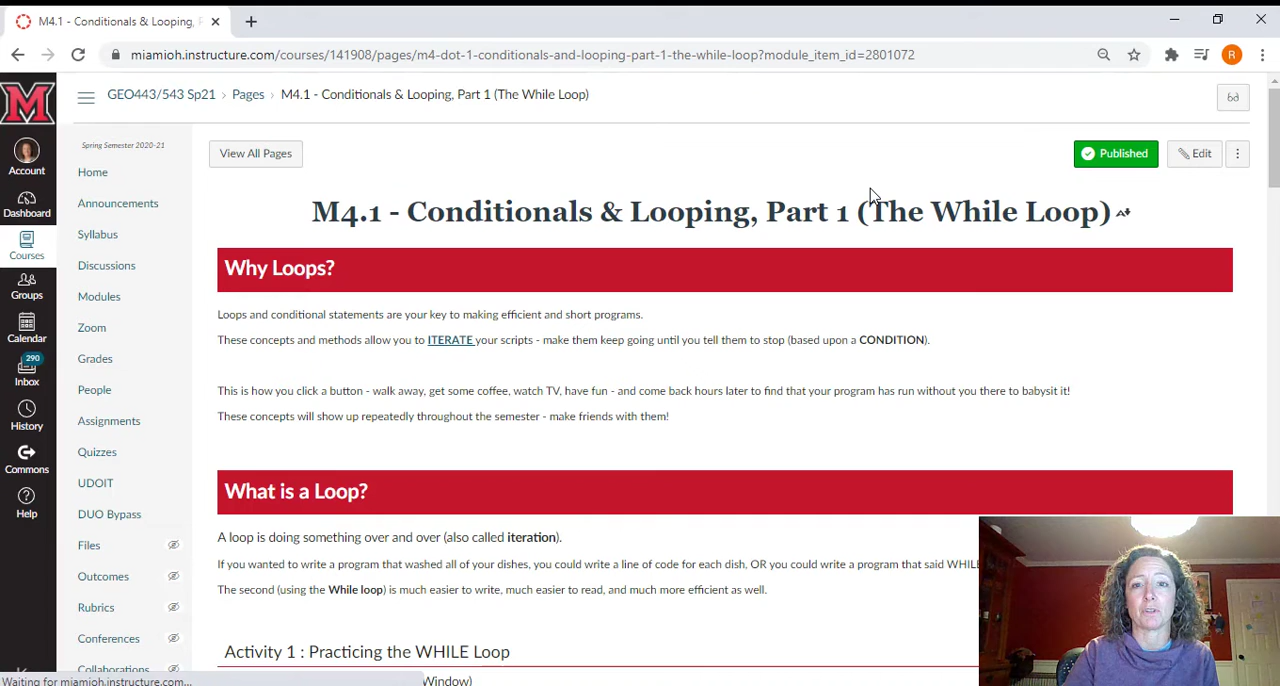 M4.1 - Conditionals & Looping, P
miamioh.instructure.com/courses/141908/pages/m4-dot-1-conditionals-and-looping-part-1-the-while-loop?module_item_id=2801072
R
GEO443/543 Sp21 › Pages › M4.1 - Conditionals & Looping, Part 1 (The While Loop)
Account
Dashboard
Courses
Groups
Calendar
290
Inbox
History
Commons
Help
Spring Semester 2020-21
Home
Announcements
Syllabus
Discussions
Modules
Zoom
Grades
People
Assignments
Quizzes
UDOIT
DUO Bypass
Files
Outcomes
Rubrics
Conferences
Collaborations
View All Pages
Published
Edit
M4.1 - Conditionals & Looping, Part 1 (The While Loop)
Why Loops?
Loops and conditional statements are your key to making efficient and short programs.
These concepts and methods allow you to ITERATE your scripts - make them keep going until you tell them to stop (based upon a CONDITION).
This is how you click a button - walk away, get some coffee, watch TV, have fun - and come back hours later to find that your program has run without you there to babysit it!
These concepts will show up repeatedly throughout the semester - make friends with them!
What is a Loop?
A loop is doing something over and over (also called iteration).
If you wanted to write a program that washed all of your dishes, you could write a line of code for each dish, OR you could write a program that said WHILE
The second (using the While loop) is much easier to write, much easier to read, and much more efficient as well.
Activity 1 : Practicing the WHILE Loop
Window)
Waiting for miamioh.instructure.com...